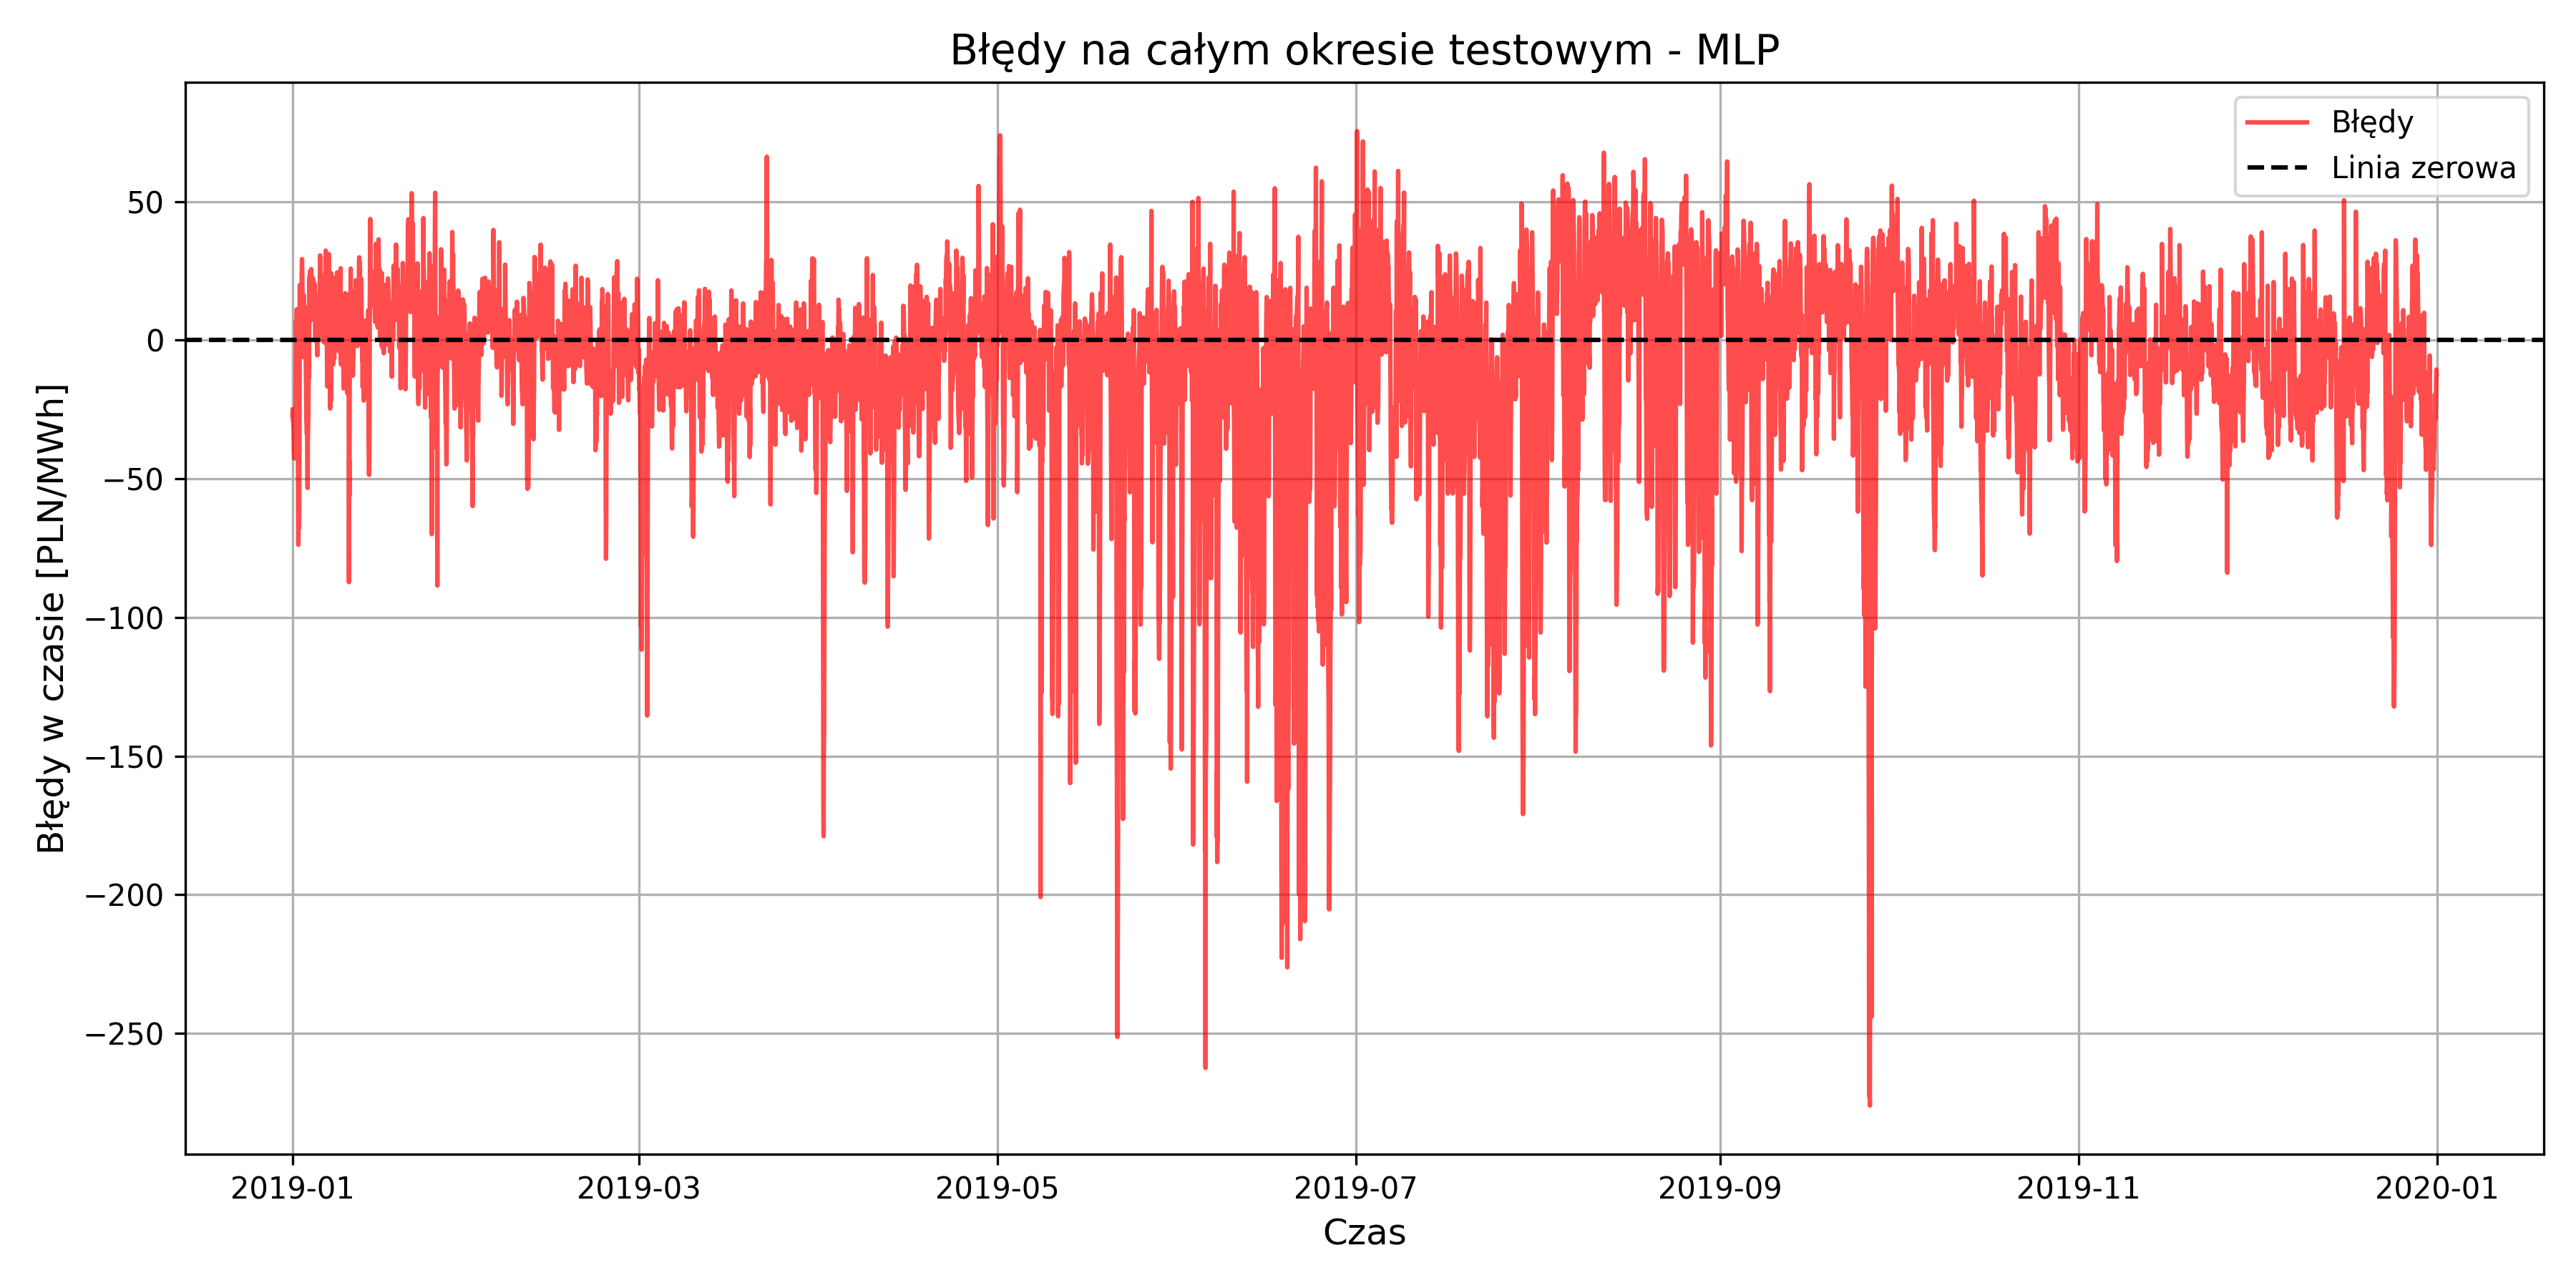 Błędy na całym okresie testowym - MLP
Błędy
Linia zerowa
Błędy w czasie [PLN/MWh]
50
0
−50
−100
−150
−200
−250
2019-01 2019-03 2019-05 2019-07 2019-09 2019-11 2020-01
Czas